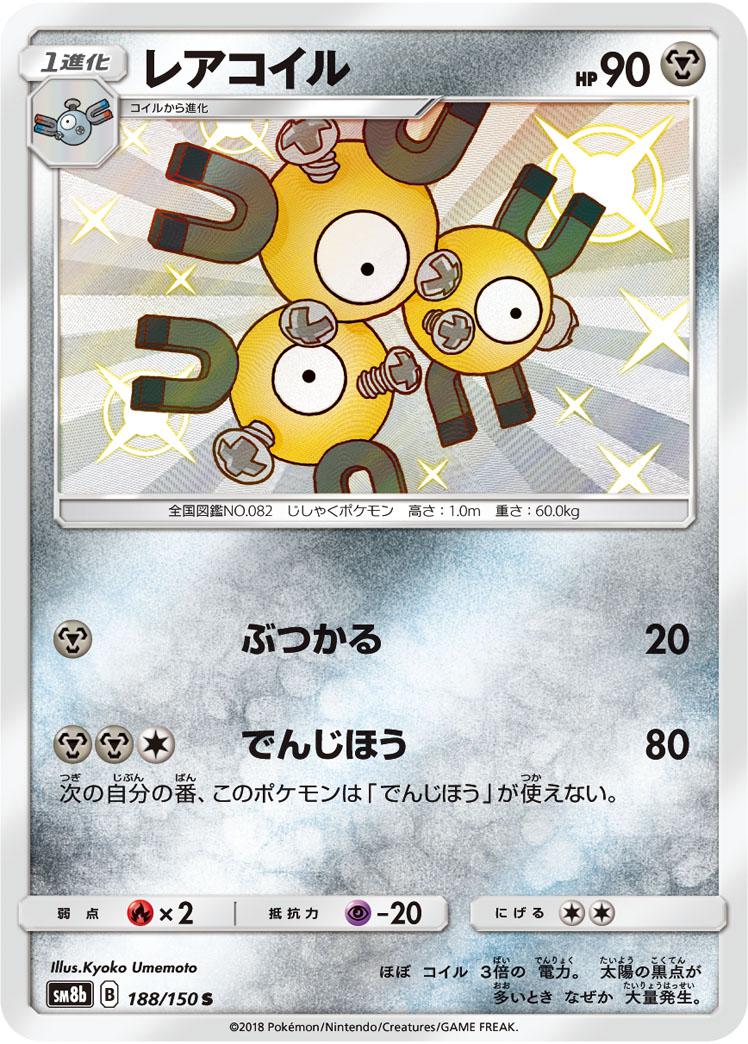 1進化
レアコイル
HP90
コイルから進化
全国図鑑NO.082 じしゃくポケモン 高さ:1.0m 重さ:60.0kg
ぶつかる 20
でんじほう 80
次の自分の番、このポケモンは「でんじほう」が使えない。
弱点 ×2 抵抗力 -20 にげる
Illus.Kyoko Umemoto
ほぼ コイル 3倍の 電力。 太陽の黒点が
多いとき なぜか 大量発生。
SM8b B 188/150 S
©2018 Pokémon/Nintendo/Creatures/GAME FREAK.